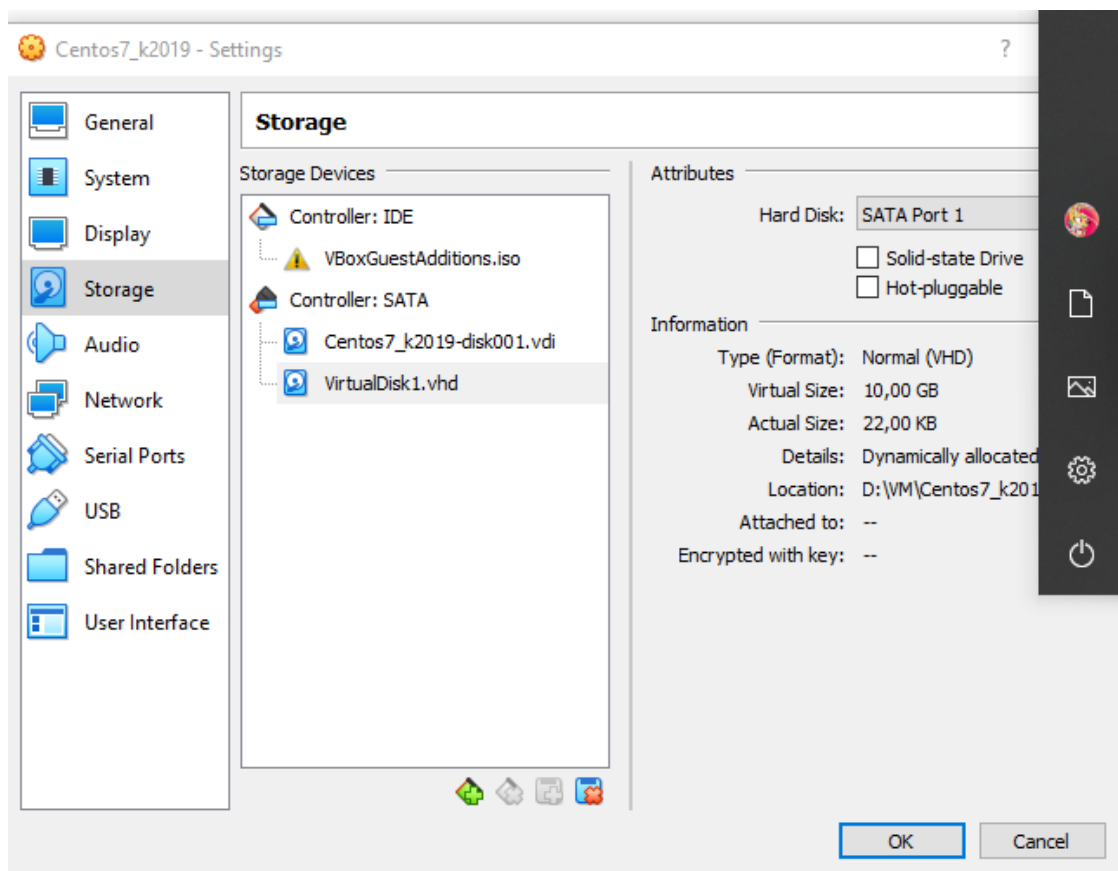 Centos7_k2019 - Settings
?
General
System
Display
Storage
Audio
Network
Serial Ports
USB
Shared Folders
User Interface
Storage
Storage Devices
Controller: IDE
VBoxGuestAdditions.iso
Controller: SATA
Centos7_k2019-disk001.vdi
VirtualDisk1.vhd
Attributes
Hard Disk: SATA Port 1
Solid-state Drive
Hot-pluggable
Information
Type (Format): Normal (VHD)
Virtual Size: 10,00 GB
Actual Size: 22,00 KB
Details: Dynamically allocated
Location: D:\VM\Centos7_k201
Attached to: --
Encrypted with key: --
OK
Cancel